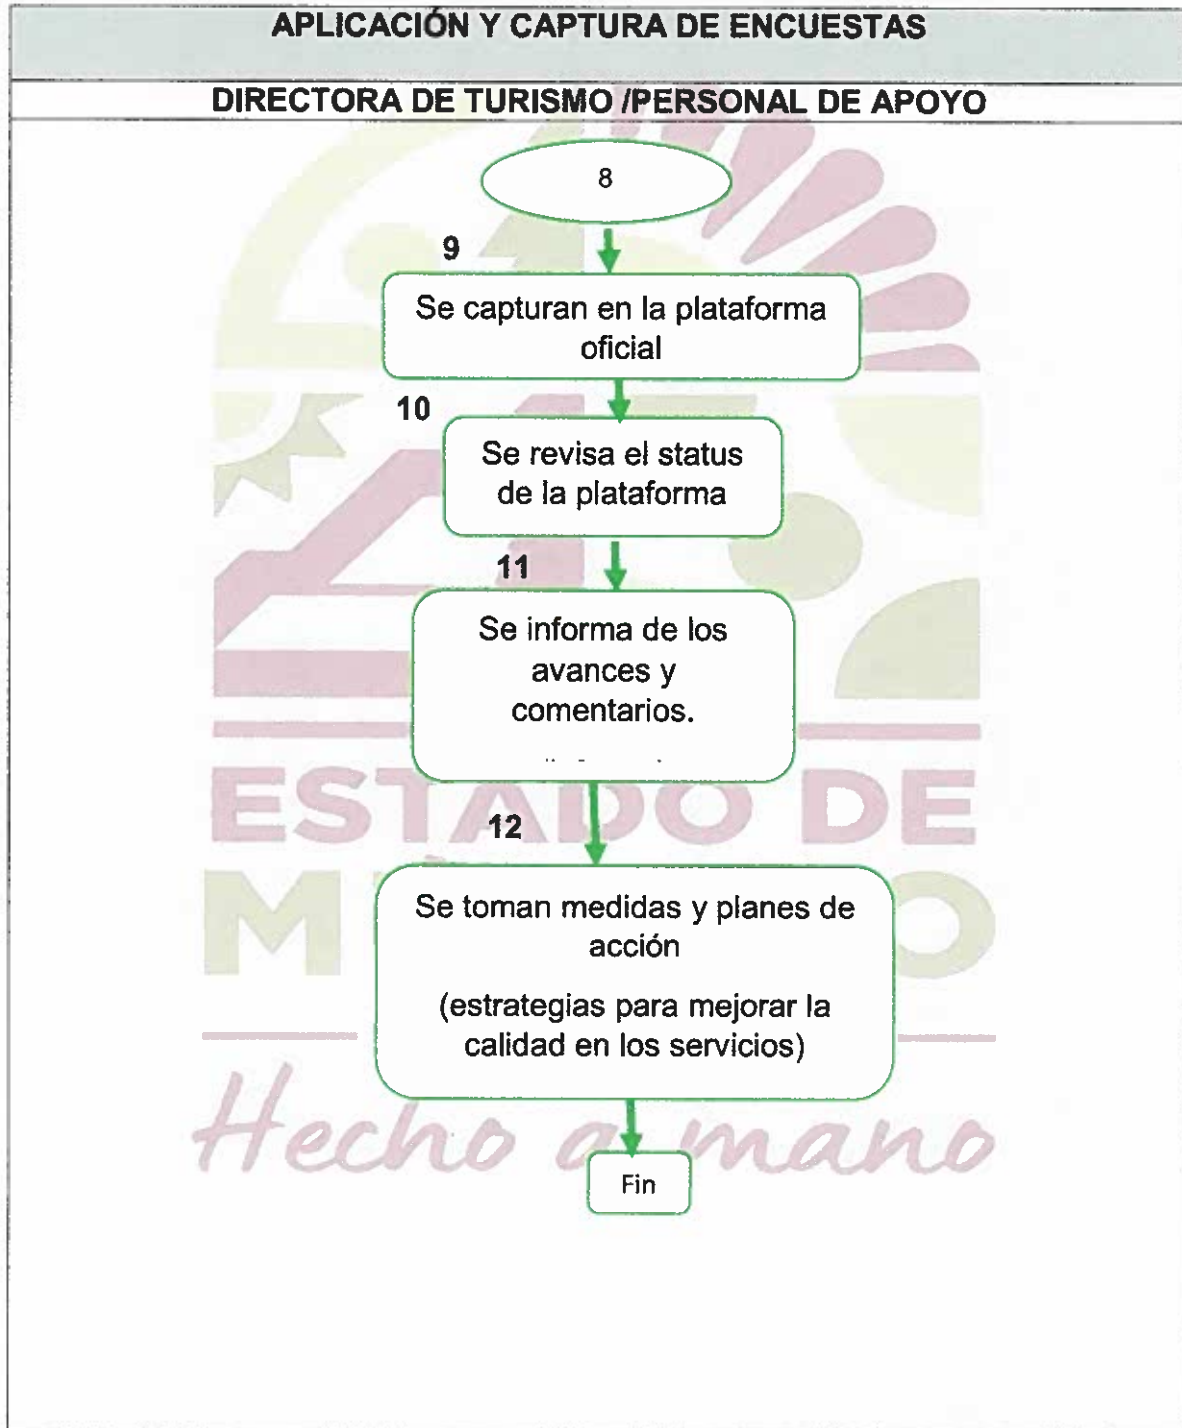 APLICACIÓN Y CAPTURA DE ENCUESTAS
DIRECTORA DE TURISMO /PERSONAL DE APOYO
8
9
Se capturan en la plataforma
oficial
10
Se revisa el status
de la plataforma
11
Se informa de los
avances y
comentarios.
ESTADO DE
12
Se toman medidas y planes de
acción
(estrategias para mejorar la
calidad en los servicios)
Hecho a mano
Fin